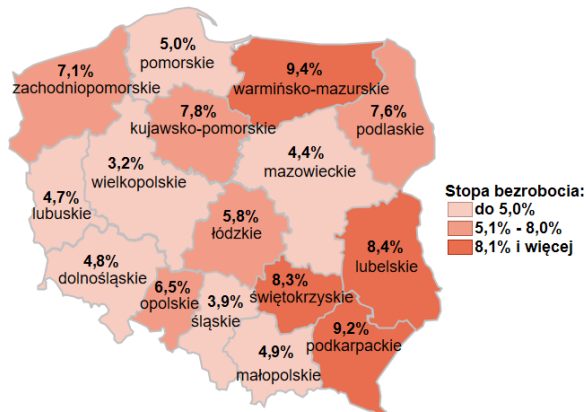 5,0%
pomorskie
7,1%
zachodniopomorskie
9,4%
warmińsko-mazurskie
7,8%
kujawsko-pomorskie
7,6%
podlaskie
3,2%
wielkopolskie
4,4%
mazowieckie
4,7%
lubuskie
5,8%
łódzkie
4,8%
dolnośląskie
6,5%
opolskie
3,9%
śląskie
8,3%
świętokrzyskie
8,4%
lubelskie
4,9%
małopolskie
9,2%
podkarpackie
Stopa bezrobocia:
do 5,0%
5,1% - 8,0%
8,1% i więcej